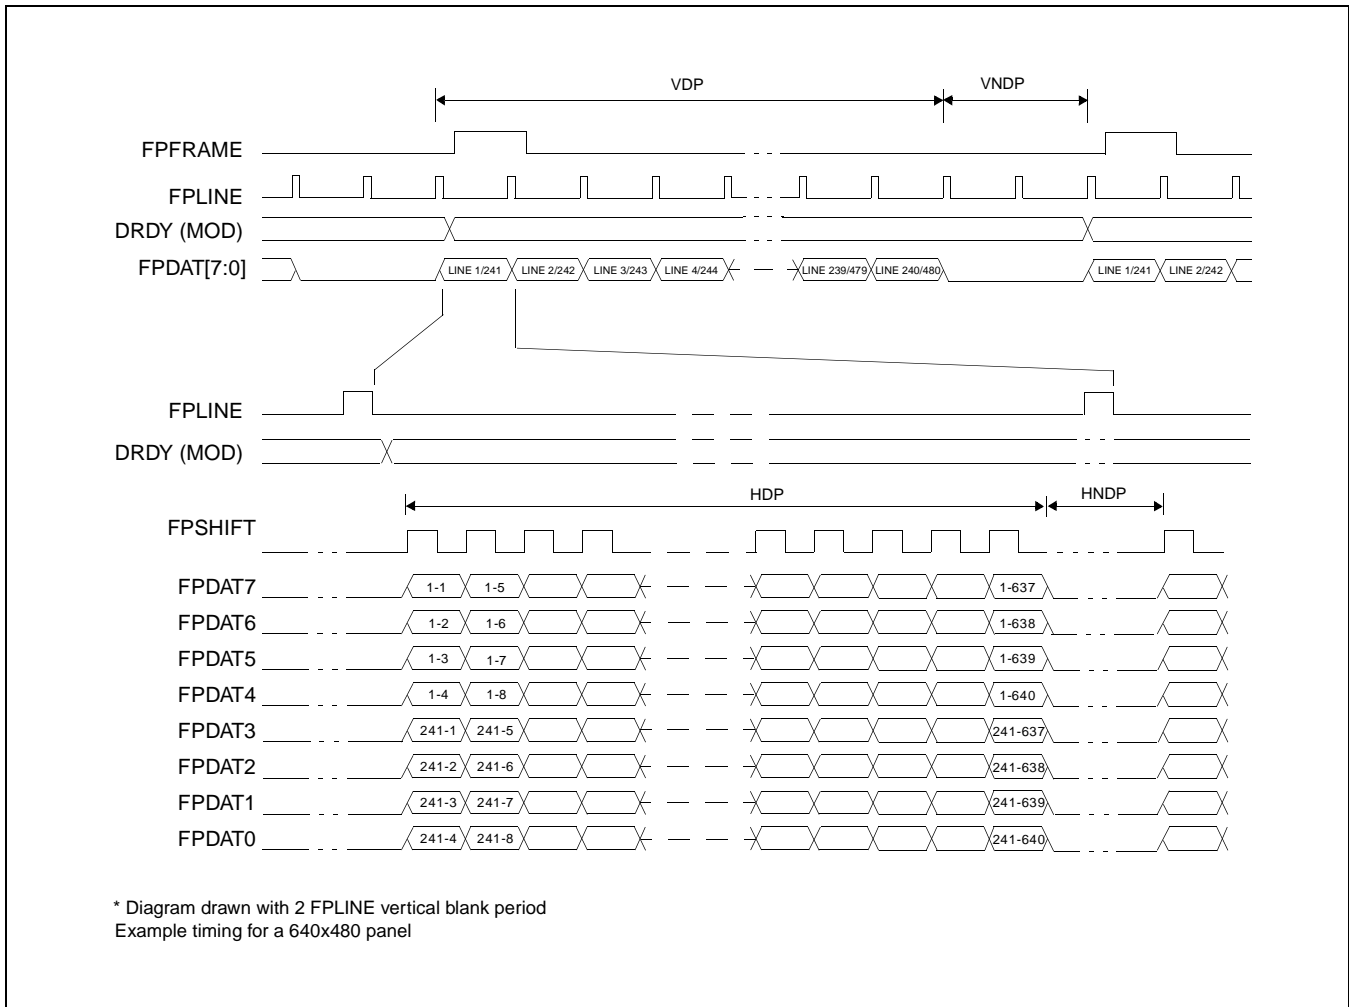 VDP VNDP
FPFRAME
FPLINE
DRDY (MOD)
FPDAT[7:0] LINE 1/241 LINE 2/242 LINE 3/243 LINE 4/244 LINE 239/479 LINE 240/480 LINE 1/241 LINE 2/242
FPLINE
DRDY (MOD)
HDP HNDP
FPSHIFT
FPDAT7 1-1 1-5 1-637
FPDAT6 1-2 1-6 1-638
FPDAT5 1-3 1-7 1-639
FPDAT4 1-4 1-8 1-640
FPDAT3 241-1 241-5 241-637
FPDAT2 241-2 241-6 241-638
FPDAT1 241-3 241-7 241-639
FPDAT0 241-4 241-8 241-640
* Diagram drawn with 2 FPLINE vertical blank period
Example timing for a 640x480 panel